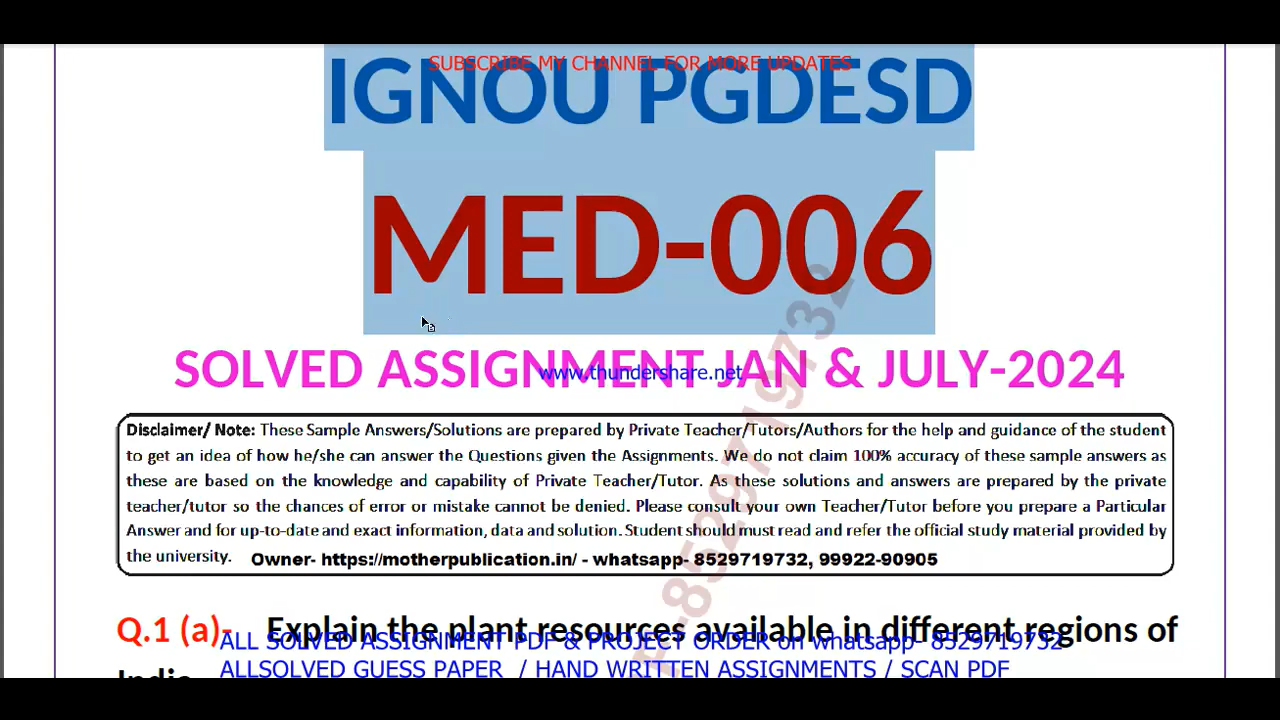 SUBSCRIBE MY CHANNEL FOR MORE UPDATES
IGNOU PGDESD
MED-006
SOLVED ASSIGNMENT JAN & JULY-2024
www.thundershare.net
Disclaimer/ Note: These Sample Answers/Solutions are prepared by Private Teacher/Tutors/Authors for the help and guidance of the student
to get an idea of how he/she can answer the Questions given the Assignments. We do not claim 100% accuracy of these sample answers as
these are based on the knowledge and capability of Private Teacher/Tutor. As these solutions and answers are prepared by the private
teacher/tutor so the chances of error or mistake cannot be denied. Please consult your own Teacher/Tutor before you prepare a Particular
Answer and for up-to-date and exact information, data and solution. Student should must read and refer the official study material provided by
the university. Owner- https://motherpublication.in/ - whatsapp- 8529719732, 99922-90905
Q.1 (a)- Explain the plant resources available in different regions of
ALL SOLVED ASSIGNMENT PDF & PROJECT ORDER on whatsapp- 8529719732
India
ALLSOLVED GUESS PAPER / HAND WRITTEN ASSIGNMENTS / SCAN PDF
8529719732